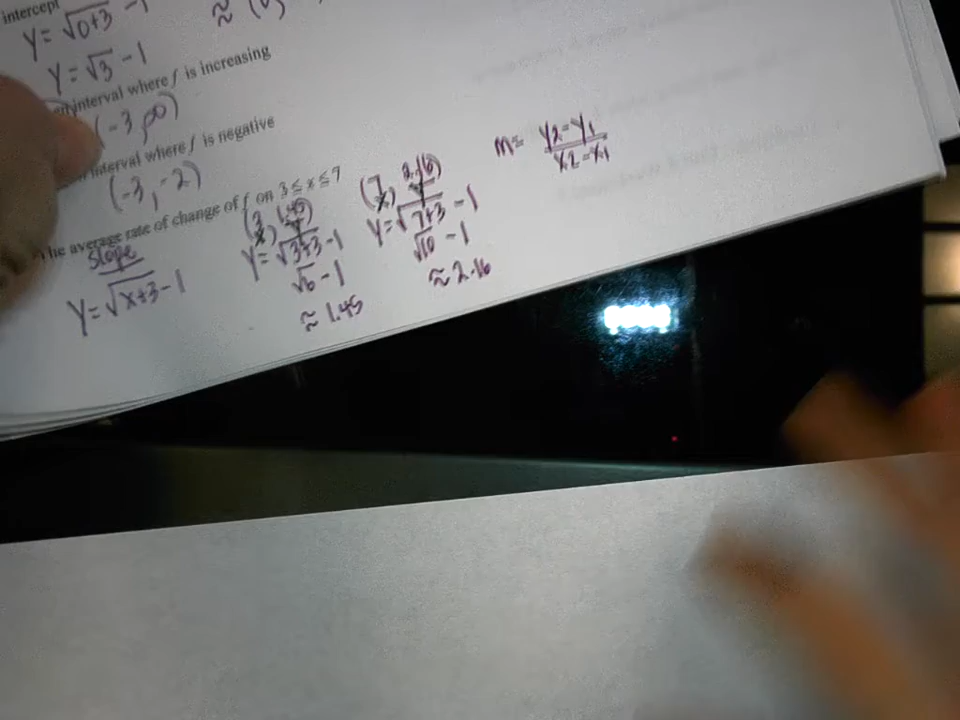 intercept
y = √0+3 - 1
≈ (0,
y = √3 - 1
interval where f is increasing
(-3, ∞)
interval where f is negative
(-3, -2)
he average rate of change of f on 3 ≤ x ≤ 7
slope
y = √x+3 - 1
(3, 1.45)
x y
y = √3+3 - 1
√6 - 1
≈ 1.45
(7, 2.16)
x y
y = √7+3 - 1
√10 - 1
≈ 2.16
m = y2 - y1
x2 - x1